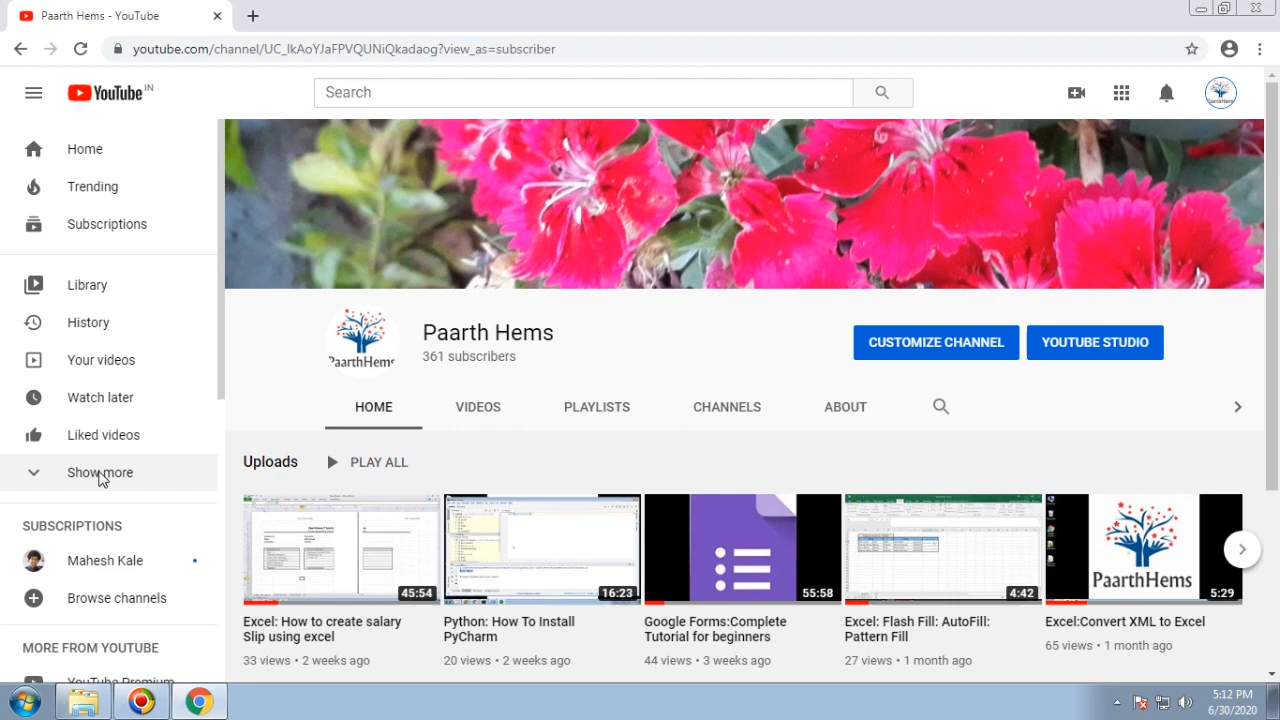 Paarth Hems - YouTube
youtube.com/channel/UC_lkAoYJaFPVQUNiQkadaog?view_as=subscriber
YouTube IN
Search
PaarthHems
Home
Trending
Subscriptions
Library
History
Your videos
Watch later
Liked videos
Show more
SUBSCRIPTIONS
Mahesh Kale
Browse channels
MORE FROM YOUTUBE
YouTube Premium
PaarthHems
Paarth Hems
361 subscribers
CUSTOMIZE CHANNEL
YOUTUBE STUDIO
HOME
VIDEOS
PLAYLISTS
CHANNELS
ABOUT
Uploads
PLAY ALL
45:54
16:23
55:58
4:42
PaarthHems
5:29
Excel: How to create salary
Slip using excel
33 views • 2 weeks ago
Python: How To Install
PyCharm
20 views • 2 weeks ago
Google Forms:Complete
Tutorial for beginners
44 views • 3 weeks ago
Excel: Flash Fill: AutoFill:
Pattern Fill
27 views • 1 month ago
Excel:Convert XML to Excel
65 views • 1 month ago
5:12 PM
6/30/2020